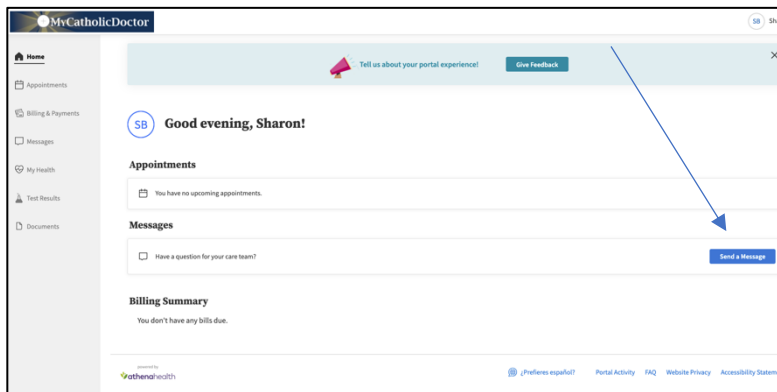 MyCatholicDoctor
SB
Home
Tell us about your portal experience!
Give Feedback
Appointments
Billing & Payments
Messages
My Health
Test Results
Documents
SB
Good evening, Sharon!
Appointments
You have no upcoming appointments.
Messages
Have a question for your care team?
Send a Message
Billing Summary
You don't have any bills due.
powered by
athenahealth
¿Prefieres español?
Portal Activity
FAQ
Website Privacy
Accessibility